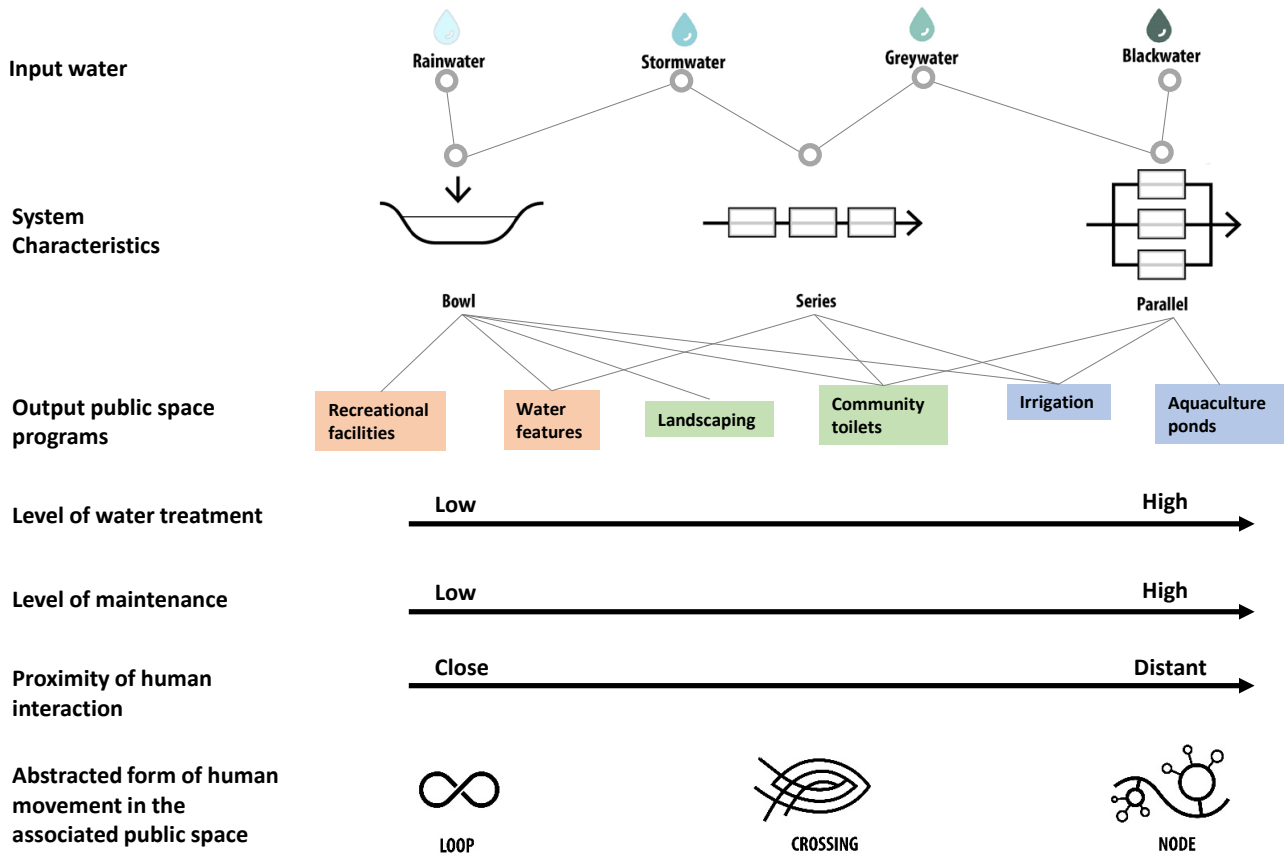 Input water
Rainwater
Stormwater
Greywater
Blackwater
System
Characteristics
Bowl
Series
Parallel
Output public space
programs
Recreational
facilities
Water
features
Landscaping
Community
toilets
Irrigation
Aquaculture
ponds
Level of water treatment
Low
High
Level of maintenance
Low
High
Proximity of human
interaction
Close
Distant
Abstracted form of human
movement in the
associated public space
LOOP
CROSSING
NODE